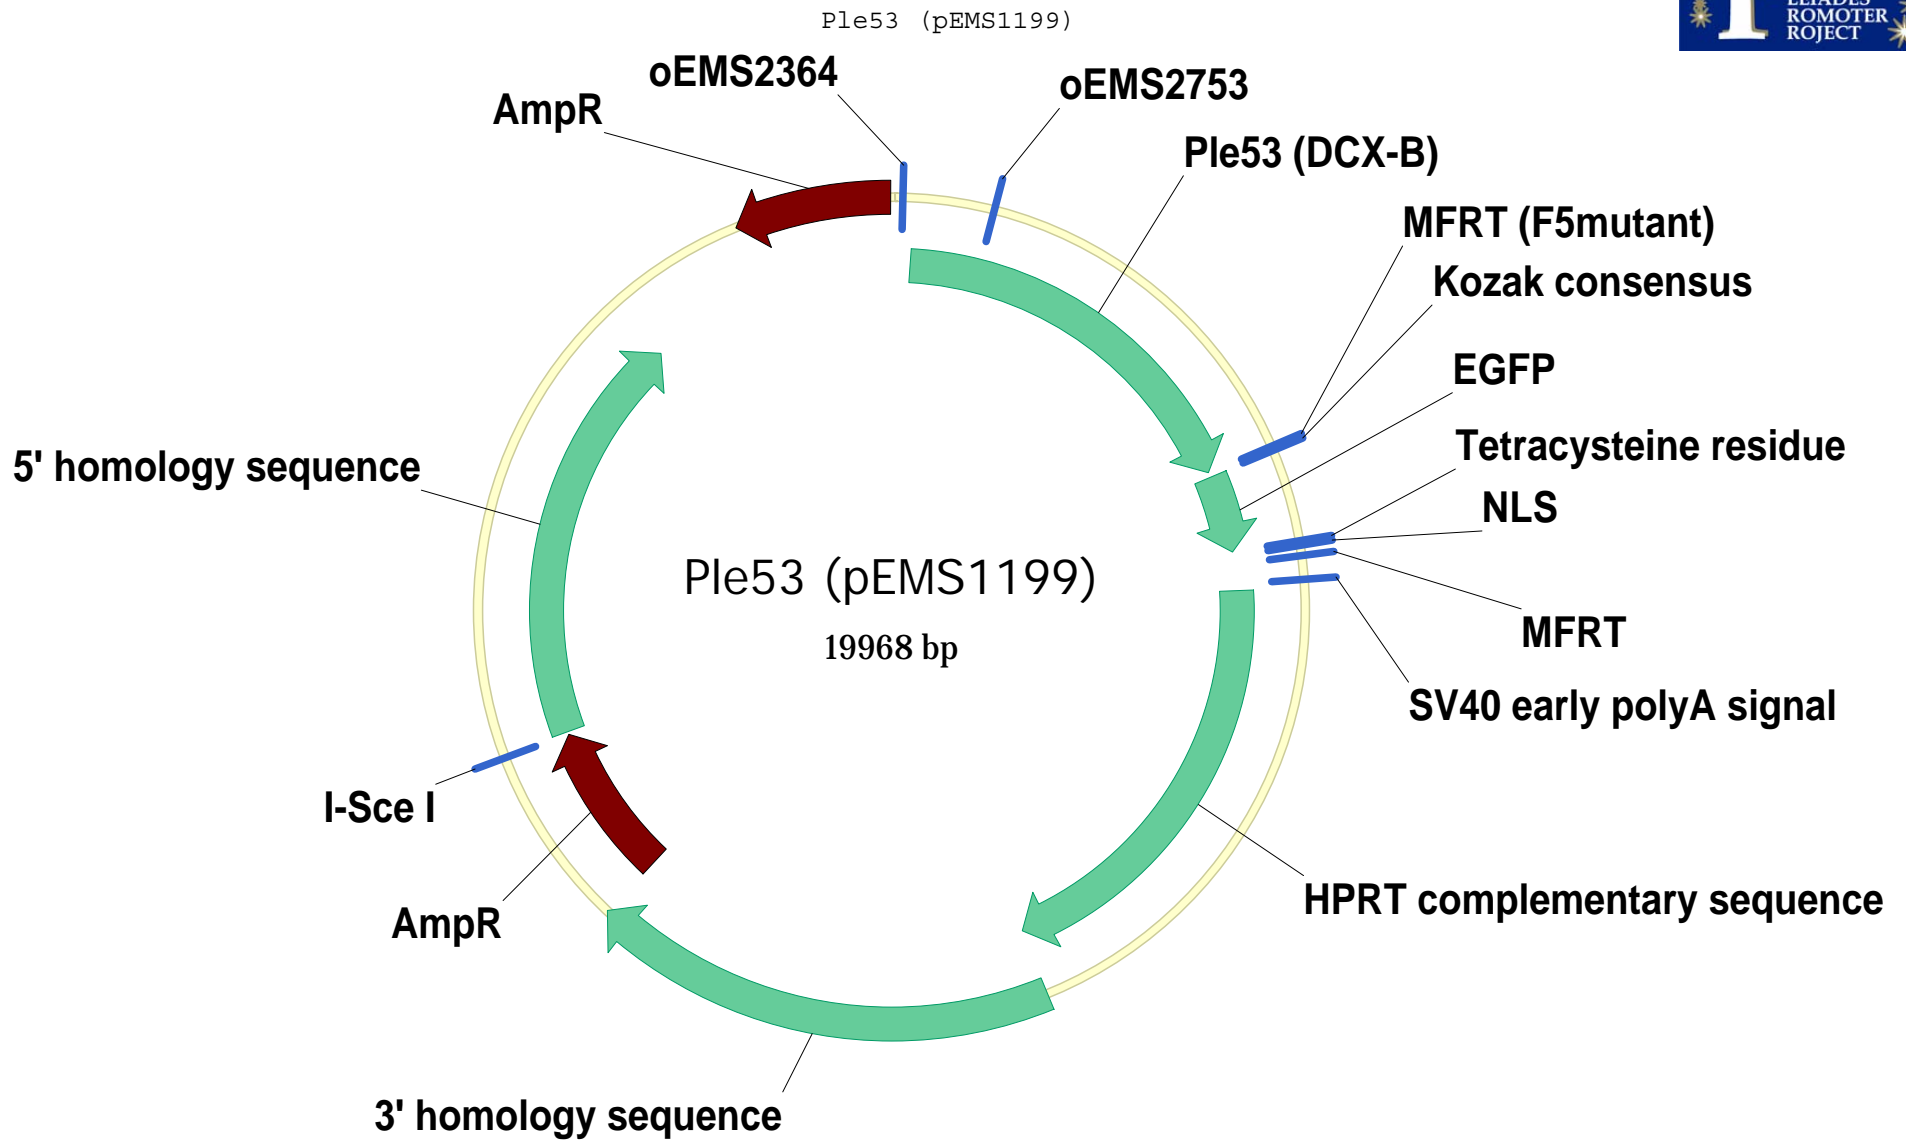 Ple53 (pEMS1199)
ROMOTER
ROJECT
oEMS2364
oEMS2753
AmpR
Ple53 (DCX-B)
MFRT (F5mutant)
Kozak consensus
EGFP
Tetracysteine residue
5' homology sequence
NLS
Ple53 (pEMS1199)
19968 bp
MFRT
SV40 early polyA signal
I-Sce I
HPRT complementary sequence
AmpR
3' homology sequence